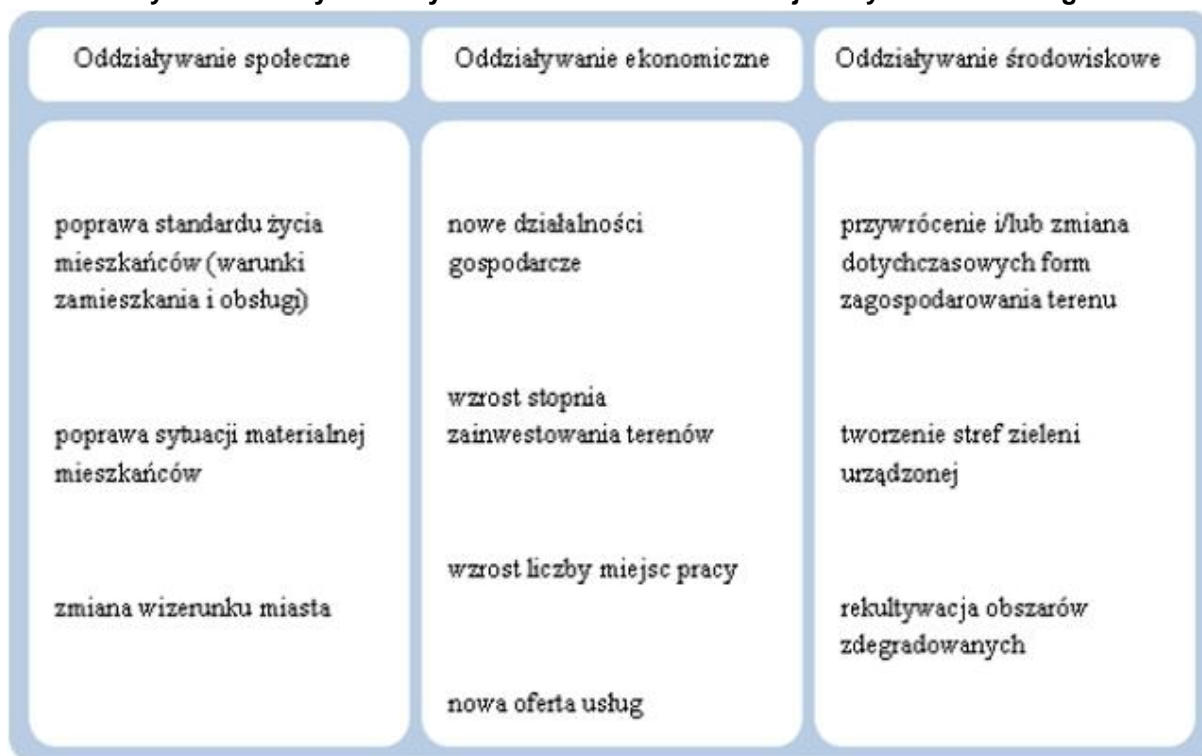 Oddziaływanie społeczne
poprawa standardu życia
mieszkańców (warunki
zamieszkania i obsługi)
poprawa sytuacji materialnej
mieszkańców
zmiana wizerunku miasta
Oddziaływanie ekonomiczne
nowe działalności
gospodarcze
wzrost stopnia
zainwestowania terenów
wzrost liczby miejsc pracy
nowa oferta usług
Oddziaływanie środowiskowe
przywrócenie i/lub zmiana
dotychczasowych form
zagospodarowania terenu
tworzenie stref zieleni
urządzonej
rekultywacja obszarów
zdegradowanych